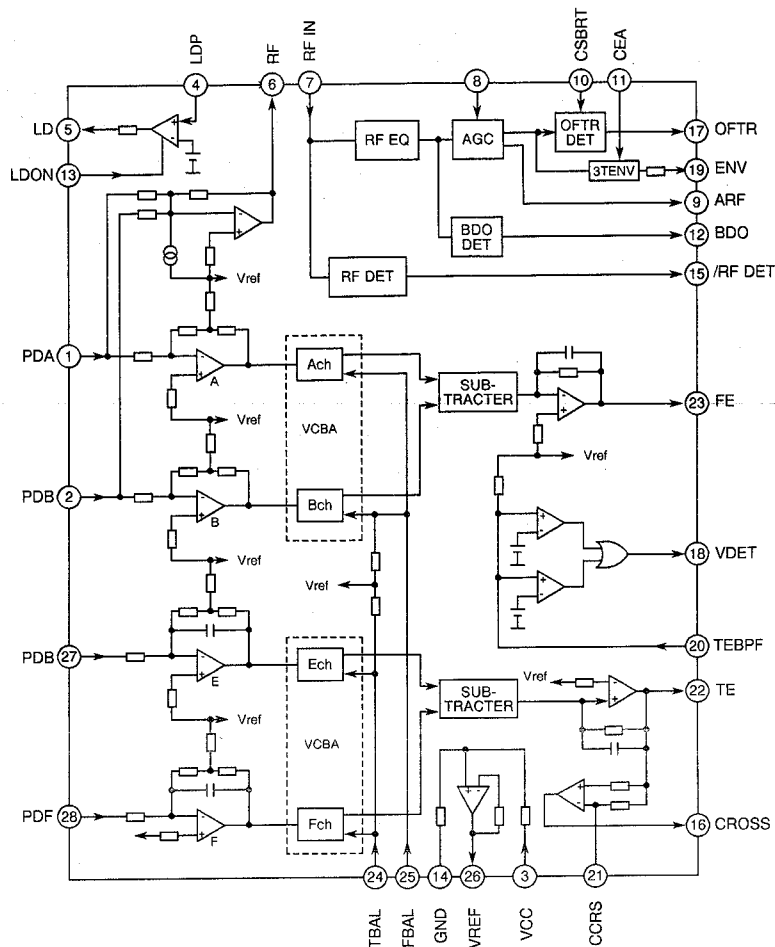 LDP
RF
RF IN
CSBRT
CEA
4
6
7
8
10
11
LD
5
+
-
RF EQ
AGC
OFTR
DET
17
OFTR
LDON
13
3TENV
19
ENV
9
ARF
-
+
BDO
DET
12
BDO
Vref
RF DET
15
/RF DET
PDA
1
-
+
A
Ach
SUB-
TRACTER
-
+
23
FE
Vref
VCBA
Vref
PDB
2
-
+
B
Bch
+
-
18
VDET
Vref
Vref
+
-
20
TEBPF
PDB
27
-
+
E
Ech
SUB-
TRACTER
Vref
-
+
22
TE
Vref
VCBA
PDF
28
-
+
F
Fch
+
-
+
-
16
CROSS
24
25
14
26
3
21
TBAL
FBAL
GND
VREF
VCC
CCRS